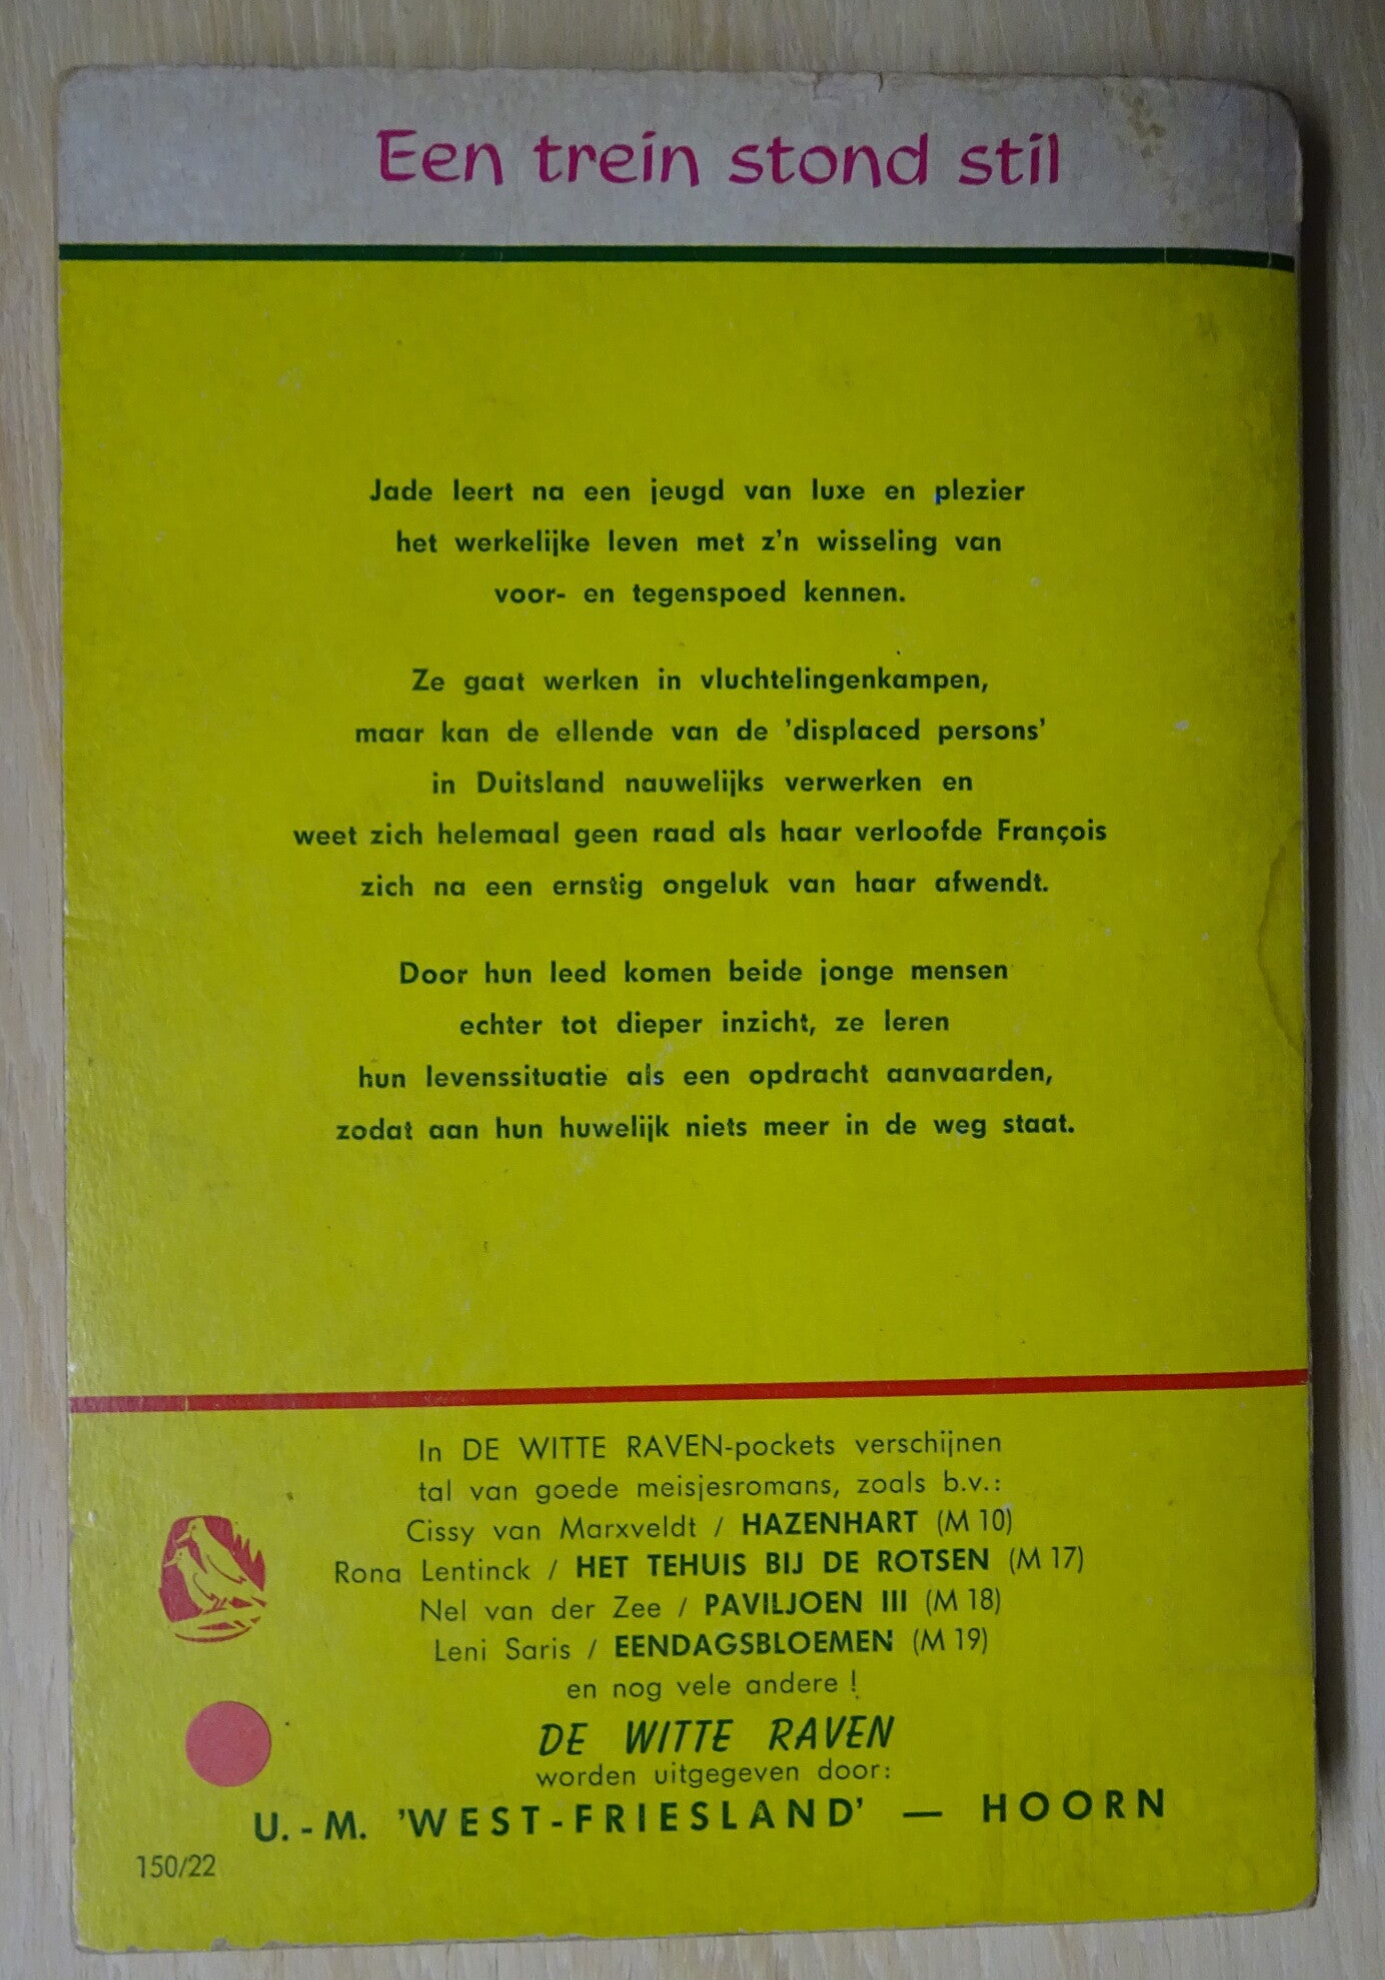 Een trein stond stil
Jade leert na een jeugd van luxe en plezier
het werkelijke leven met z'n wisseling van
voor- en tegenspoed kennen.
Ze gaat werken in vluchtelingenkampen,
maar kan de ellende van de 'displaced persons'
in Duitsland nauwelijks verwerken en
weet zich helemaal geen raad als haar verloofde François
zich na een ernstig ongeluk van haar afwendt.
Door hun leed komen beide jonge mensen
echter tot dieper inzicht, ze leren
hun levenssituatie als een opdracht aanvaarden,
zodat aan hun huwelijk niets meer in de weg staat.
In DE WITTE RAVEN-pockets verschijnen
tal van goede meisjesromans, zoals b.v.:
Cissy van Marxveldt / HAZENHART (M 10)
Rona Lentinck / HET TEHUIS BIJ DE ROTSEN (M 17)
Nel van der Zee / PAVILJOEN III (M 18)
Leni Saris / EENDAGSBLOEMEN (M 19)
en nog vele andere !
DE WITTE RAVEN
worden uitgegeven door:
U.-M. 'WEST-FRIESLAND' — HOORN
150/22